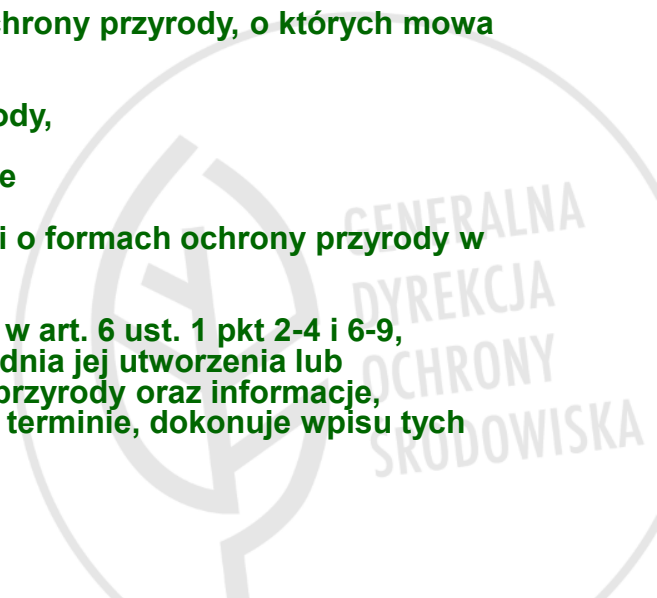 chrony przyrody, o których mowa
ody,
e
i o formach ochrony przyrody w
w art. 6 ust. 1 pkt 2-4 i 6-9,
dnia jej utworzenia lub
przyrody oraz informacje,
terminie, dokonuje wpisu tych
GENERALNA
DYREKCJA
OCHRONY
ŚRODOWISKA